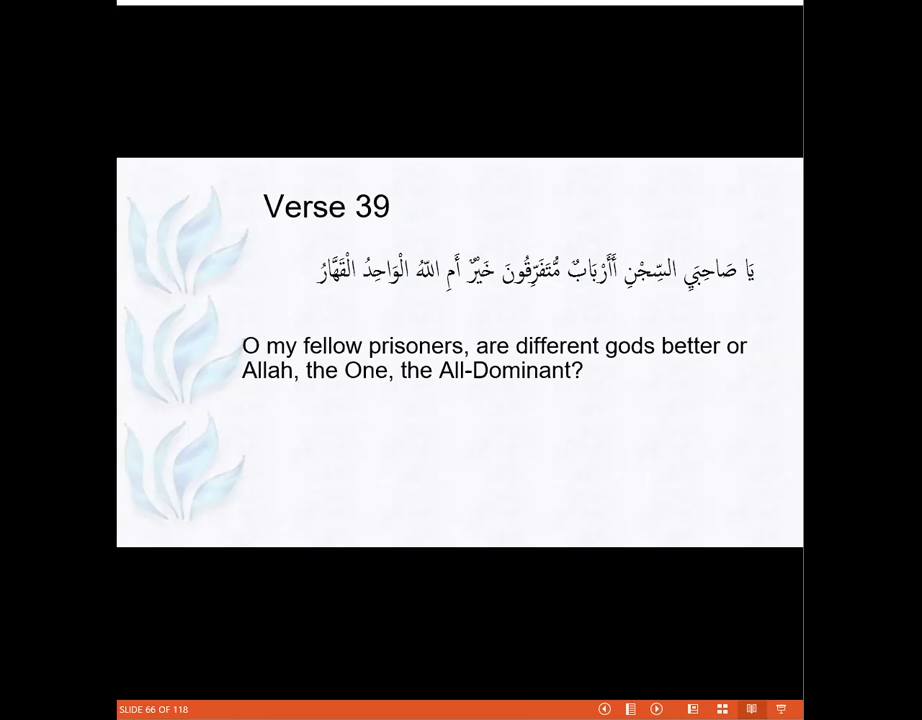 Verse 39
يَا صَاحِبَيِ السِّجْنِ أَأَرْبَابٌ مُّتَفَرِّقُونَ خَيْرٌ أَمِ اللّهُ الْوَاحِدُ الْقَهَّارُ
O my fellow prisoners, are different gods better or
Allah, the One, the All-Dominant?
SLIDE 66 OF 118